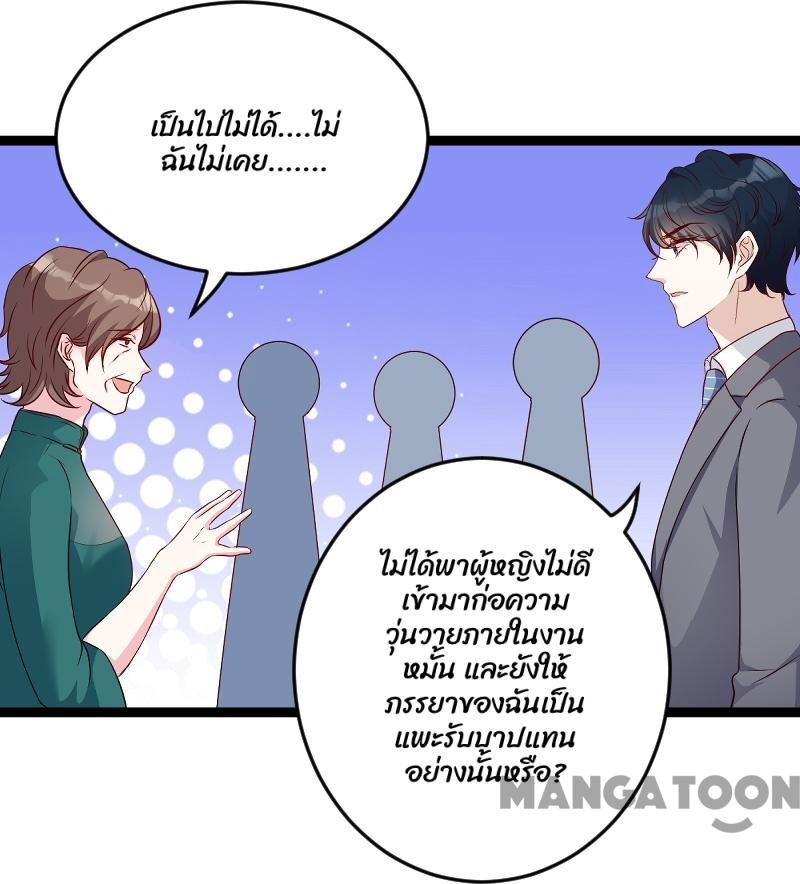 เป็นไปไม่ได้....ไม่
ฉันไม่เคย.......
ไม่ได้พาผู้หญิงไม่ดี
เข้ามาก่อความ
วุ่นวายภายในงาน
หมั้น และยังให้
ภรรยาของฉันเป็น
แพะรับบาปแทน
อย่างนั้นหรือ?
MANGATOON